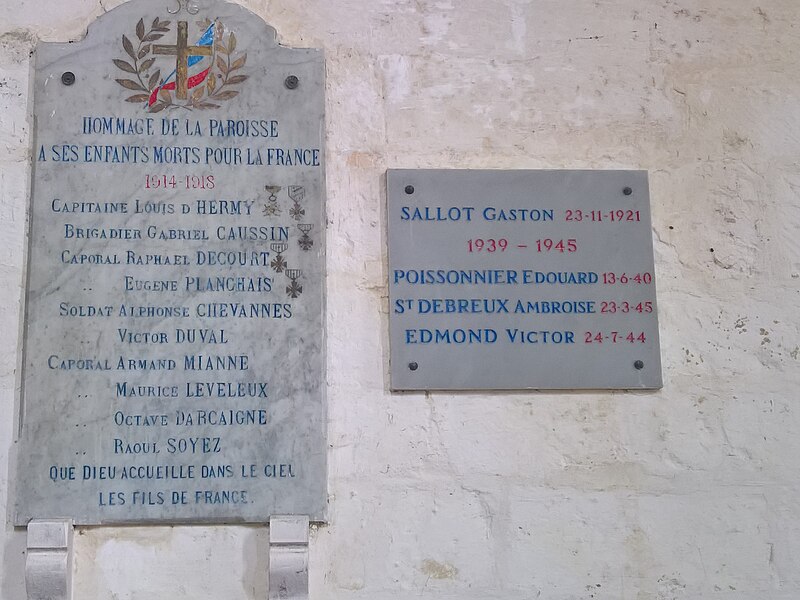 HOMMAGE DE LA PAROISSE
A SES ENFANTS MORTS POUR LA FRANCE
1914-1918
CAPITAINE LOUIS D HERMY
BRIGADIER GABRIEL CAUSSIN
CAPORAL RAPHAEL DECOURT
.. EUGENE PLANCHAIS
SOLDAT ALPHONSE CHEVANNES
VICTOR DUVAL
CAPORAL ARMAND MIANNE
.. MAURICE LEVELEUX
.. OCTAVE DARCAIGNE
.. RAOUL SOYEZ
QUE DIEU ACCUEILLE DANS LE CIEL
LES FILS DE FRANCE.
SALLOT GASTON 23-11-1921
1939 - 1945
POISSONNIER EDOUARD 13-6-40
ST DEBREUX AMBROISE 23-3-45
EDMOND VICTOR 24-7-44